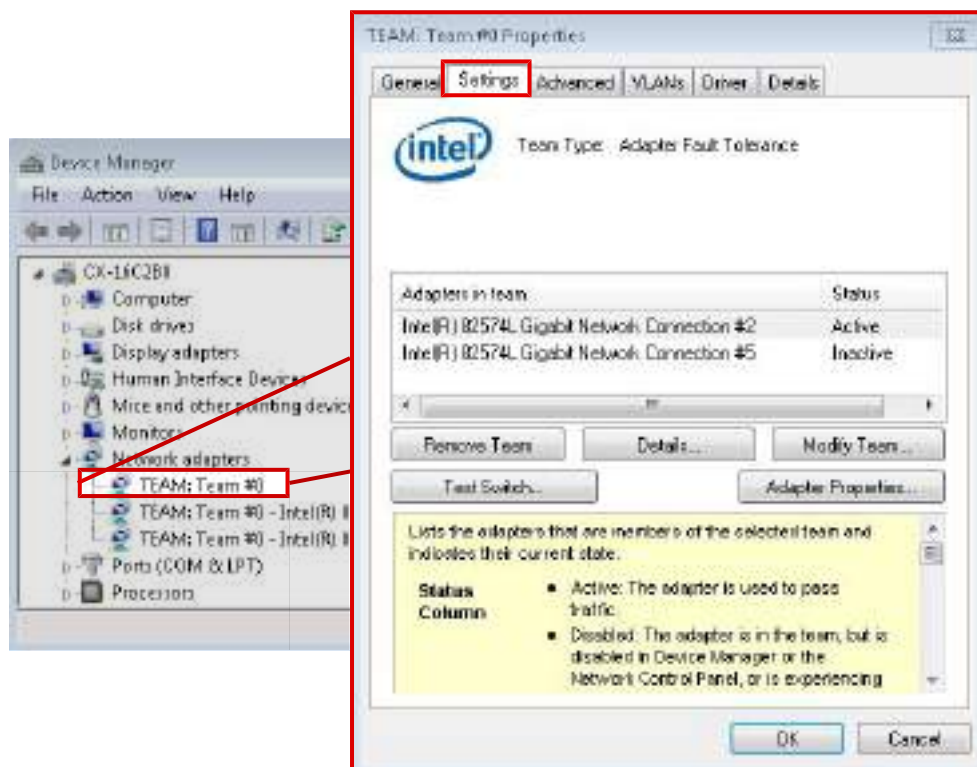 Device Manager
File Action View Help
CX-16C2B0
Computer
Disk drives
Display adapters
Human Interface Devices
Mice and other pointing device
Monitors
Network adapters
TEAM: Team #0
TEAM: Team #0 - Intel(R)
TEAM: Team #0 - Intel(R)
Ports (COM & LPT)
Processors
TEAM: Team #0 Properties
General Settings Advanced VLANs Driver Details
intel
Team Type: Adapter Fault Tolerance
Adapters in team Status
Intel(R) 82574L Gigabit Network Connection #2 Active
Intel(R) 82574L Gigabit Network Connection #5 Inactive
Remove Team Details... Modify Team...
Test Switch... Adapter Properties...
Lists the adapters that are members of the selected team and
indicates their current state.
Status Column
• Active: The adapter is used to pass
traffic.
• Disabled: The adapter is in the team, but is
disabled in Device Manager or the
Network Control Panel, or is experiencing
OK Cancel